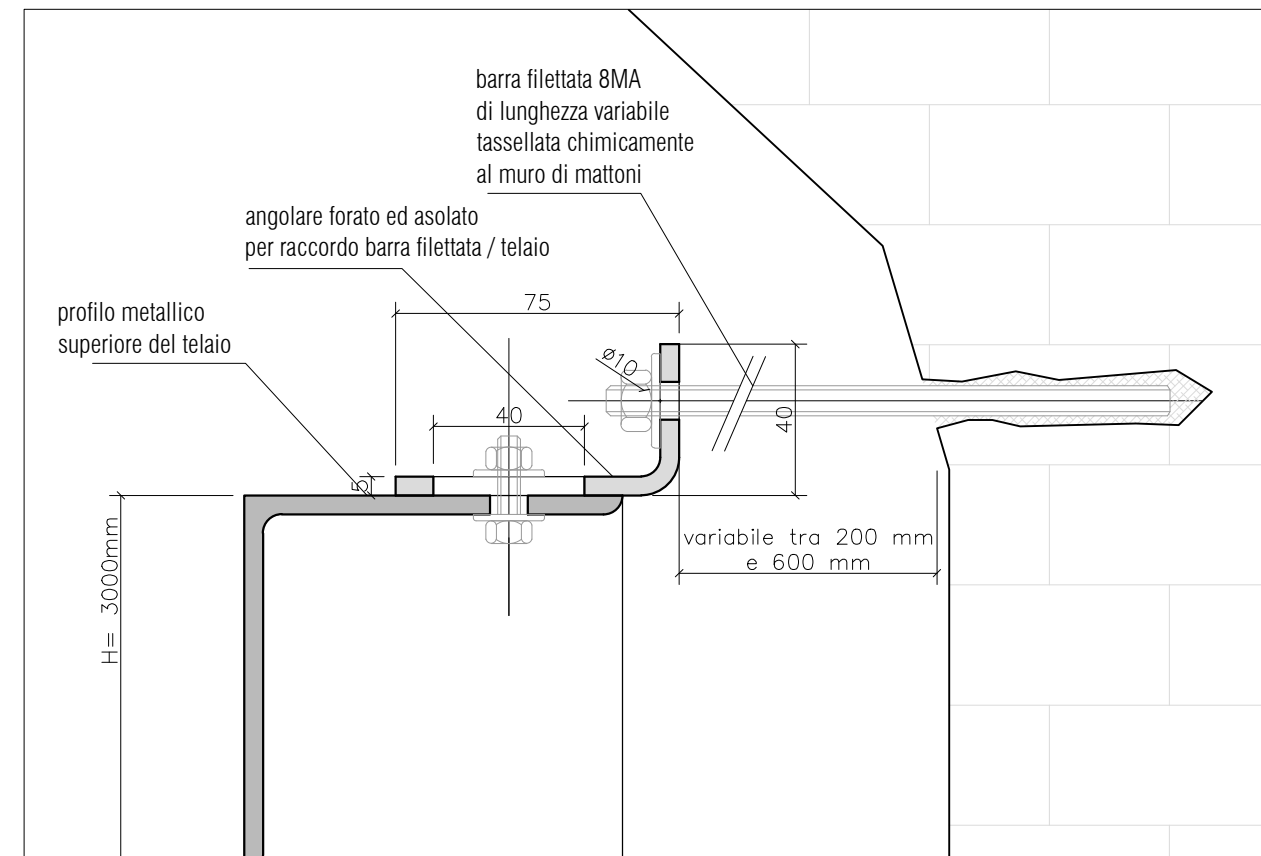 barra filettata 8MA
di lunghezza variabile
tassellata chimicamente
al muro di mattoni
angolare forato ed asolato
per raccordo barra filettata / telaio
profilo metallico
superiore del telaio
75
ø10
40
40
5
variabile tra 200 mm
e 600 mm
H= 3000mm